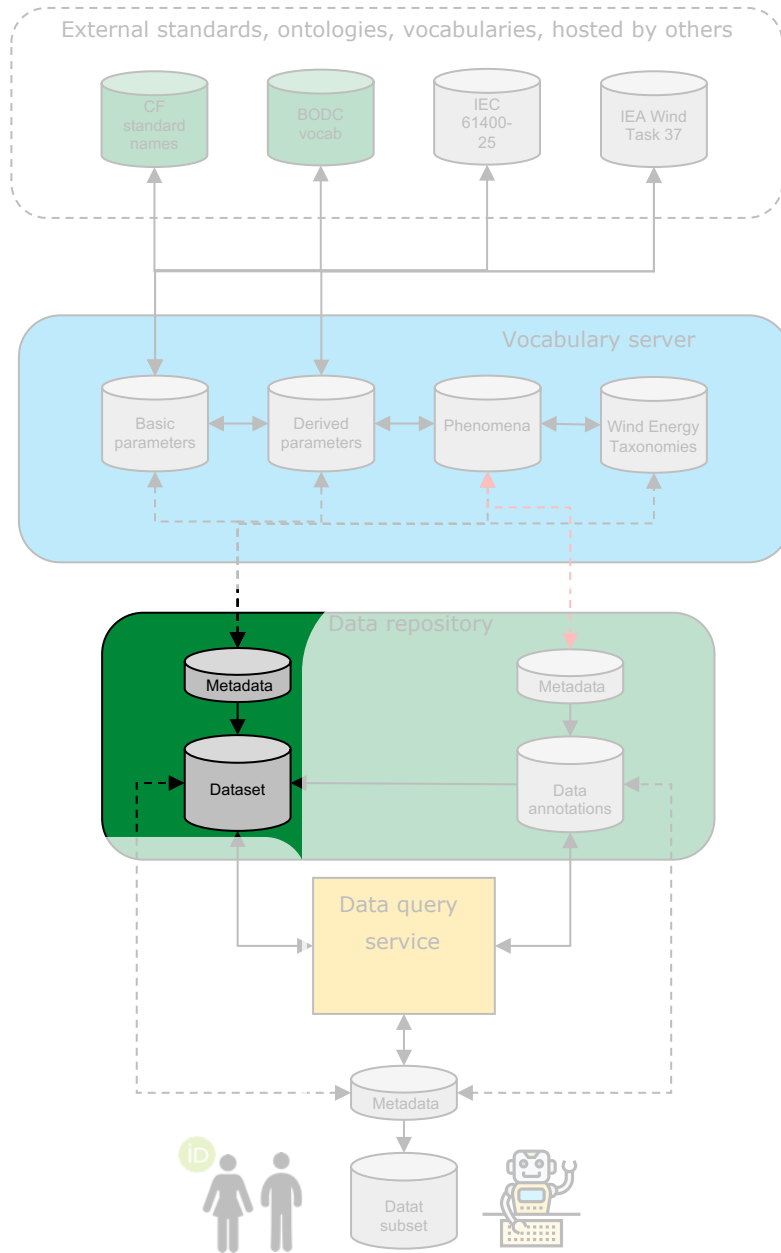 External standards, ontologies, vocabularies, hosted by others
CF
standard
names
BODC
vocab
IEC
61400-
25
IEA Wind
Task 37
Vocabulary server
Basic
parameters
Derived
parameters
Phenomena
Wind Energy
Taxonomies
Data repository
Metadata
Metadata
Dataset
Data
annotations
Data query
service
Metadata
iD
Datat
subset